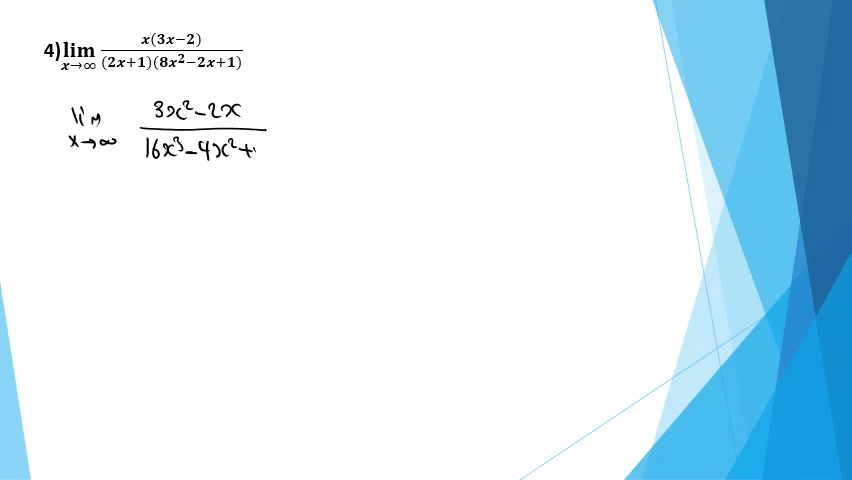 4) lim x→∞ x(3x−2) / (2x+1)(8x²−2x+1)
lim x→∞ 3x²−2x / 16x³−4x²+